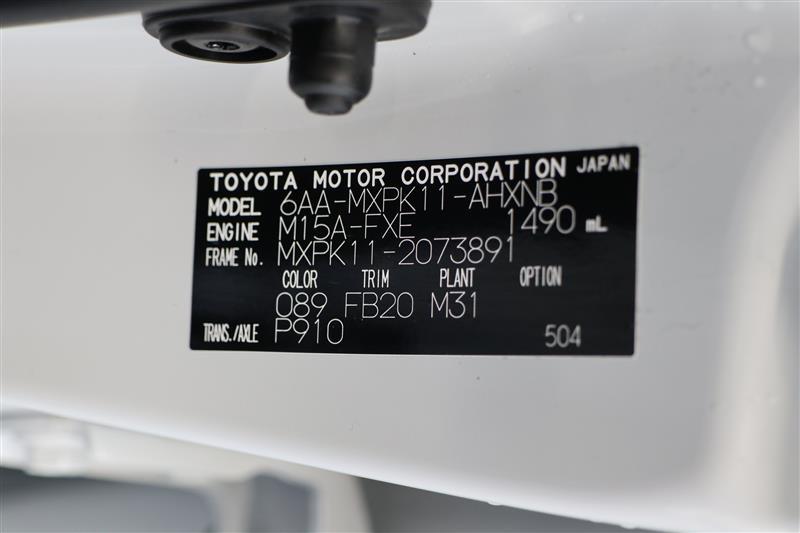 TOYOTA MOTOR CORPORATION JAPAN
MODEL 6AA-MXPK11-AHXNB
ENGINE M15A-FXE 1490 mL
FRAME No. MXPK11-2073891
COLOR TRIM PLANT OPTION
089 FB20 M31
TRANS./AXLE P910 504